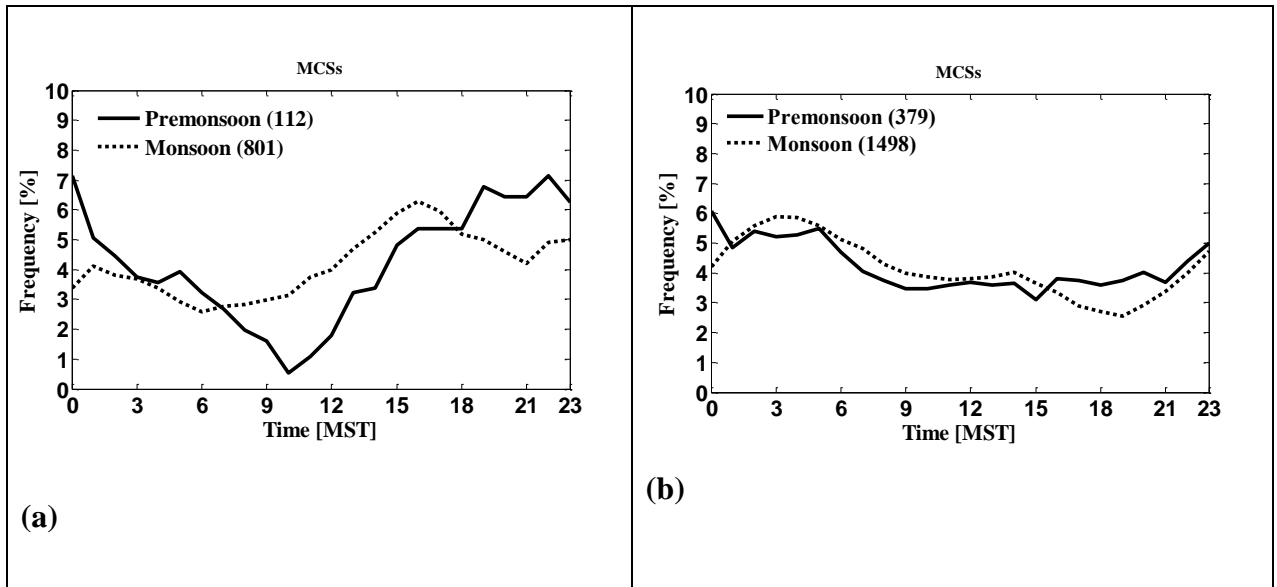 MCSs
10
9
8
7
6
5
4
3
2
1
0
Frequency [%]
Premonsoon (112)
Monsoon (801)
0 3 6 9 12 15 18 21 23
Time [MST]
(a)
MCSs
10
9
8
7
6
5
4
3
2
1
0
Frequency [%]
Premonsoon (379)
Monsoon (1498)
0 3 6 9 12 15 18 21 23
Time [MST]
(b)